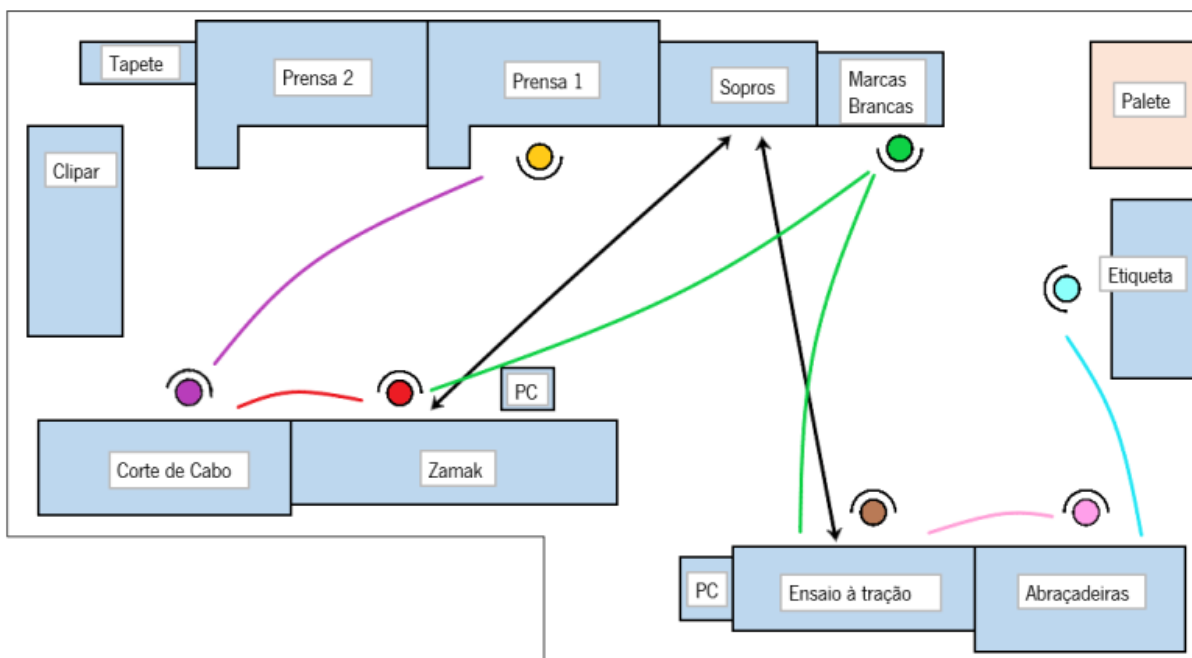 Tapete
Prensa 2
Prensa 1
Sopros
Marcas
Brancas
Palete
Clipar
Etiqueta
PC
Corte de Cabo
Zamak
PC
Ensaio à tração
Abraçadeiras